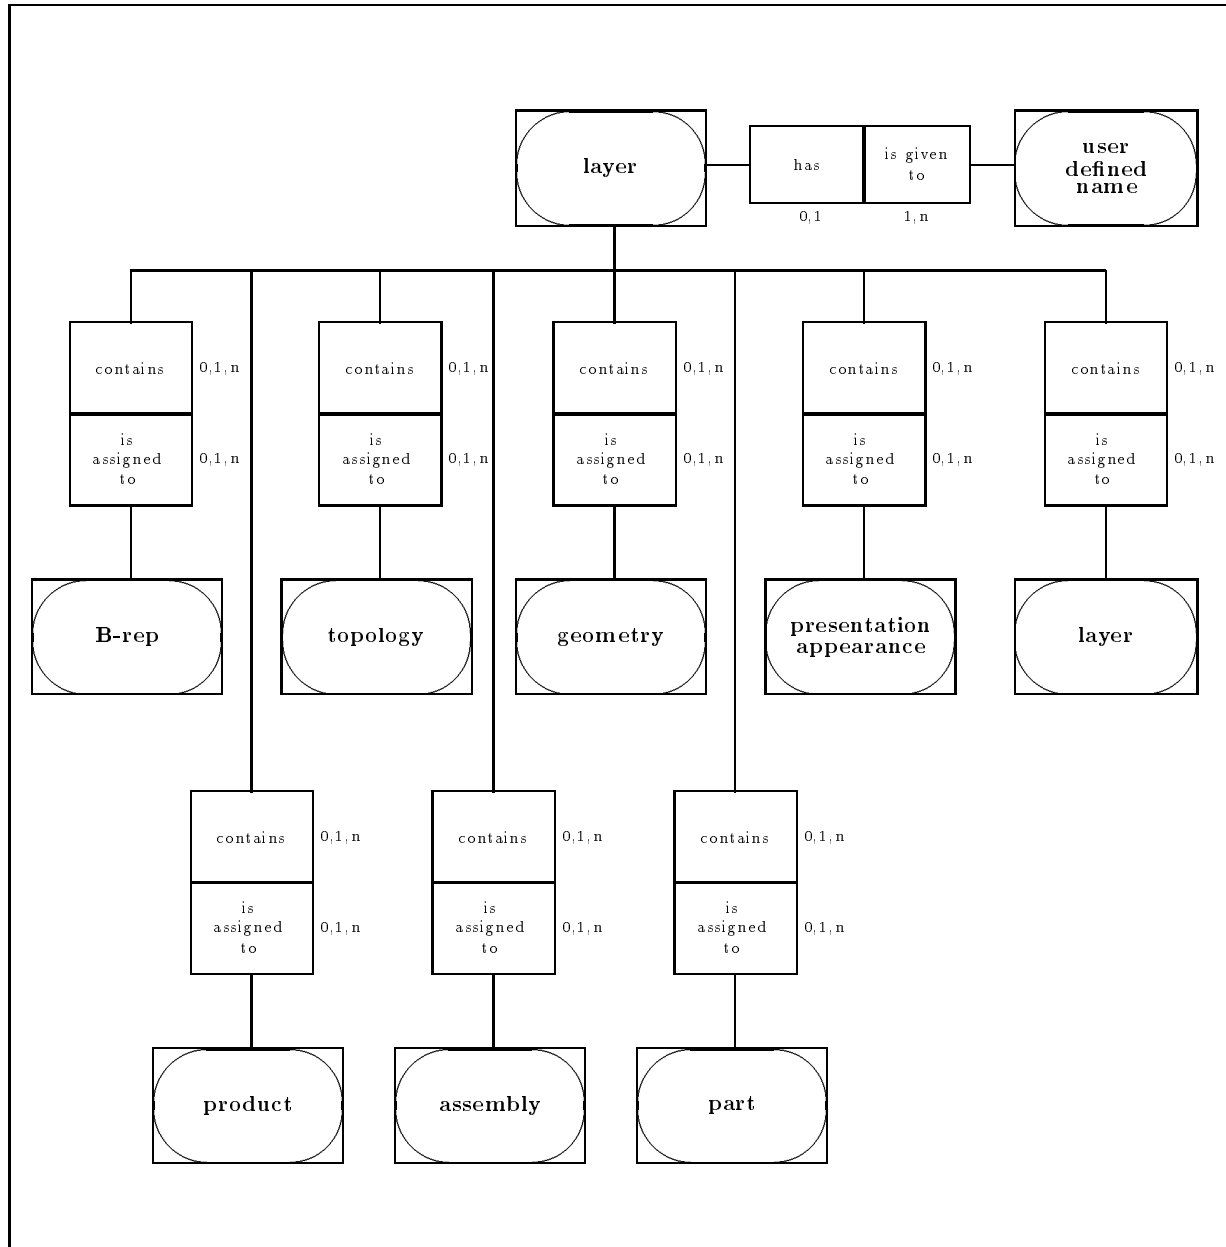 layer
has
is given
to
user
defined
name
0,1
1,n
contains
0,1,n
contains
0,1,n
contains
0,1,n
contains
0,1,n
contains
0,1,n
is
assigned
to
0,1,n
is
assigned
to
0,1,n
is
assigned
to
0,1,n
is
assigned
to
0,1,n
is
assigned
to
0,1,n
B-rep
topology
geometry
presentation
appearance
layer
contains
0,1,n
contains
0,1,n
contains
0,1,n
is
assigned
to
0,1,n
is
assigned
to
0,1,n
is
assigned
to
0,1,n
product
assembly
part